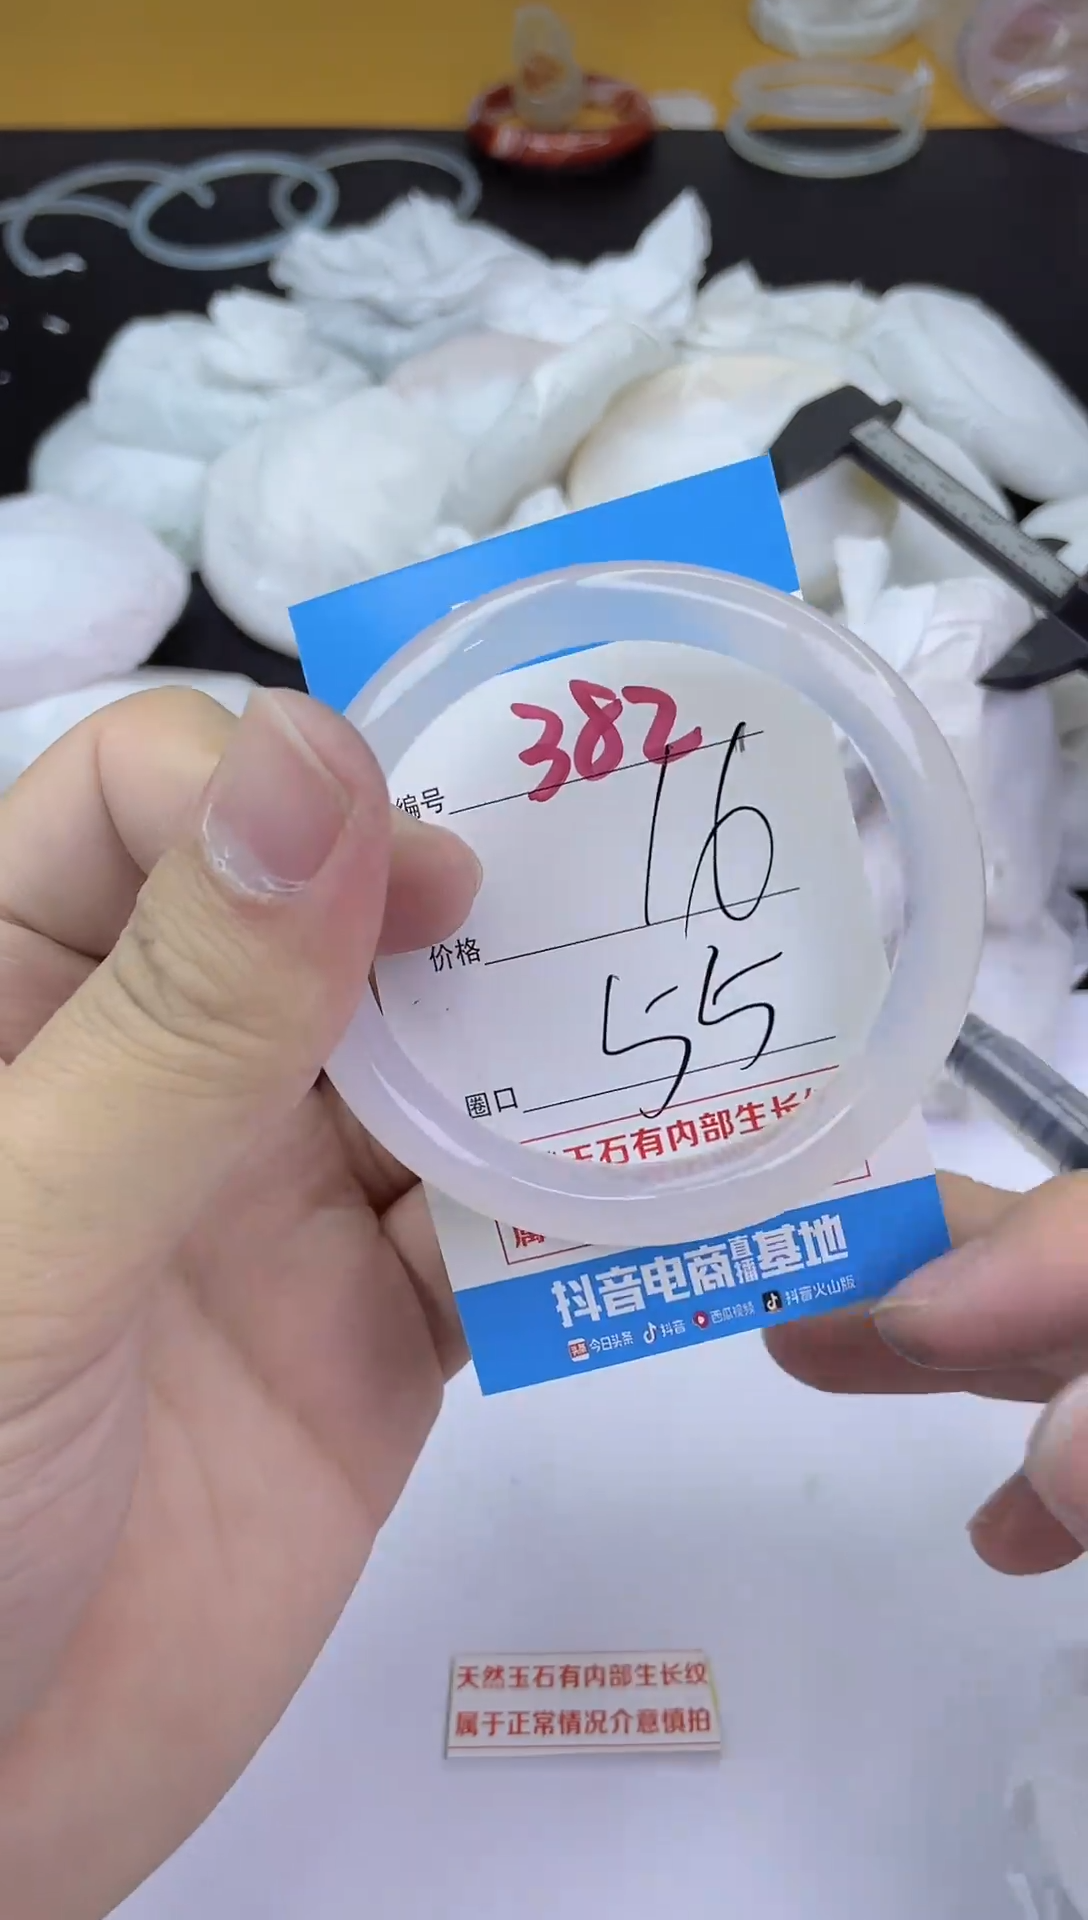 编号 382
价格 16
圈口 55
玉石有内部生长
属
抖音电商直播基地
今日头条 抖音 西瓜视频 抖音火山版
天然玉石有内部生长纹
属于正常情况介意慎拍